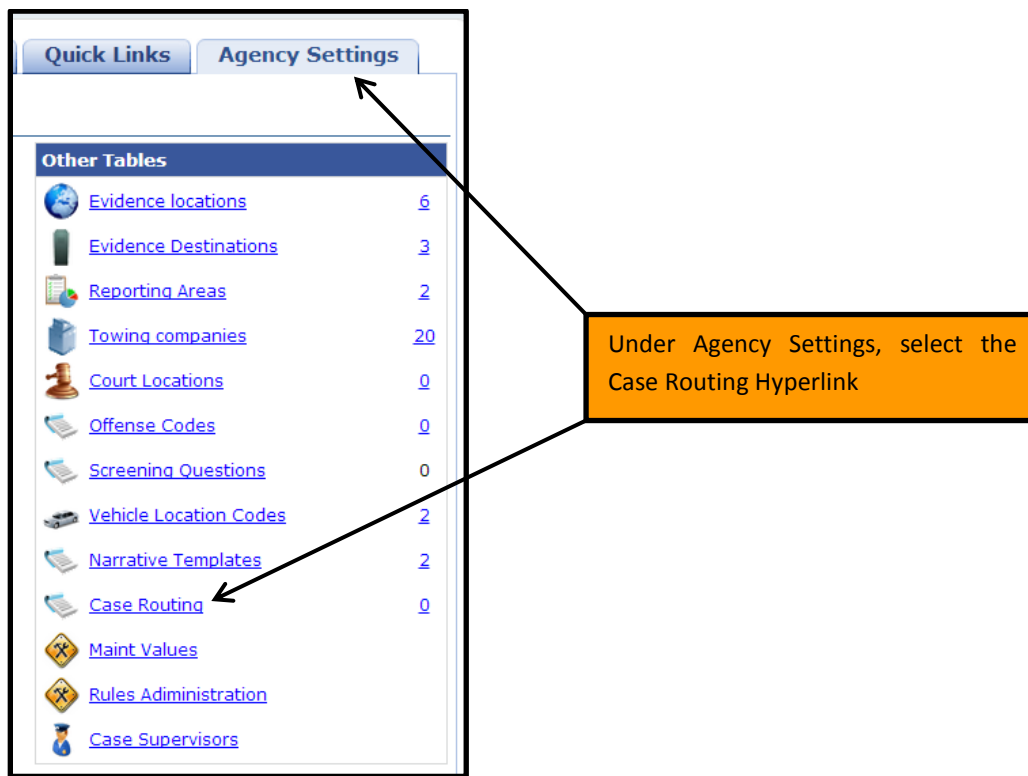 Quick Links Agency Settings
Other Tables
Evidence locations 6
Evidence Destinations 3
Reporting Areas 2
Towing companies 20
Court Locations 0
Offense Codes 0
Screening Questions 0
Vehicle Location Codes 2
Narrative Templates 2
Case Routing 0
Maint Values
Rules Adiministration
Case Supervisors
Under Agency Settings, select the
Case Routing Hyperlink